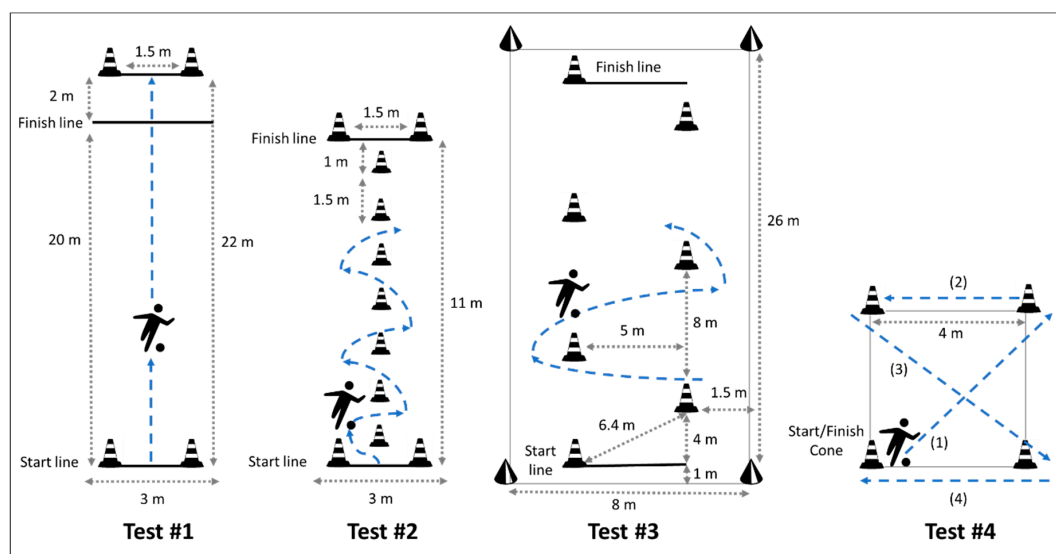 1.5 m
2 m
Finish line
20 m
22 m
Start line
3 m
Test #1
1.5 m
Finish line
1 m
1.5 m
11 m
Start line
3 m
Test #2
Finish line
26 m
8 m
5 m
1.5 m
6.4 m
4 m
Start
line
1 m
8 m
Test #3
(2)
4 m
(3)
Start/Finish
Cone
(1)
(4)
Test #4